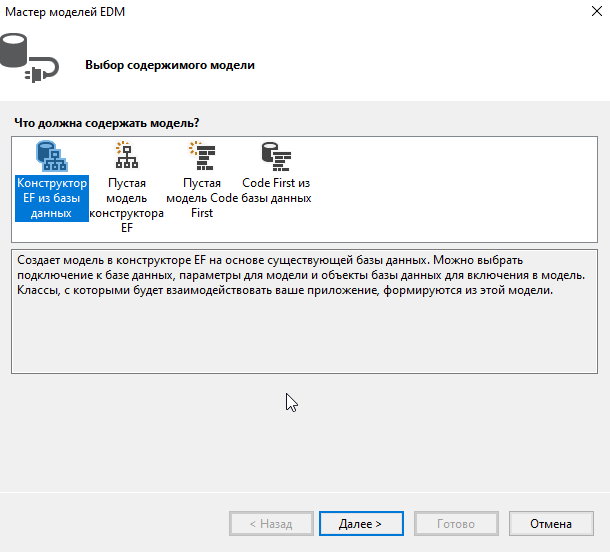 Мастер моделей EDM
Выбор содержимого модели
Что должна содержать модель?
Конструктор
EF из базы
данных
Пустая
модель
конструктора
EF
Пустая
модель Code
First
Code First из
базы данных
Создает модель в конструкторе EF на основе существующей базы данных. Можно выбрать
подключение к базе данных, параметры для модели и объекты базы данных для включения в модель.
Классы, с которыми будет взаимодействовать ваше приложение, формируются из этой модели.
< Назад
Далее >
Готово
Отмена